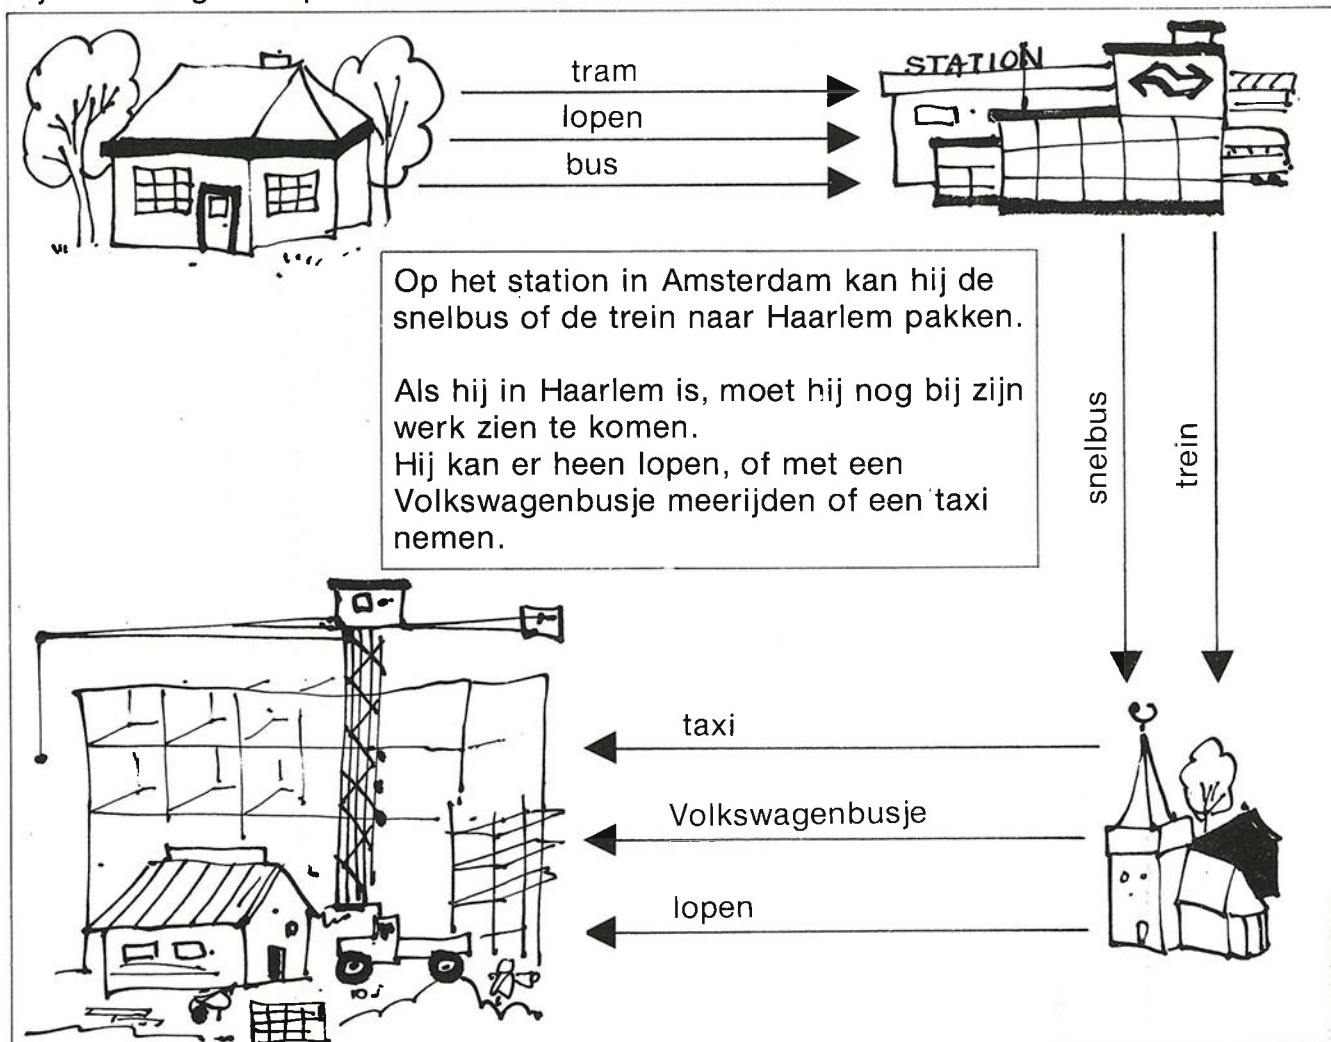 STATION
tram
lopen
bus
Op het station in Amsterdam kan hij de
snelbus of de trein naar Haarlem pakken.
Als hij in Haarlem is, moet hij nog bij zijn
werk zien te komen.
Hij kan er heen lopen, of met een
Volkswagenbusje meerijden of een taxi
nemen.
snelbus
trein
taxi
Volkswagenbusje
lopen